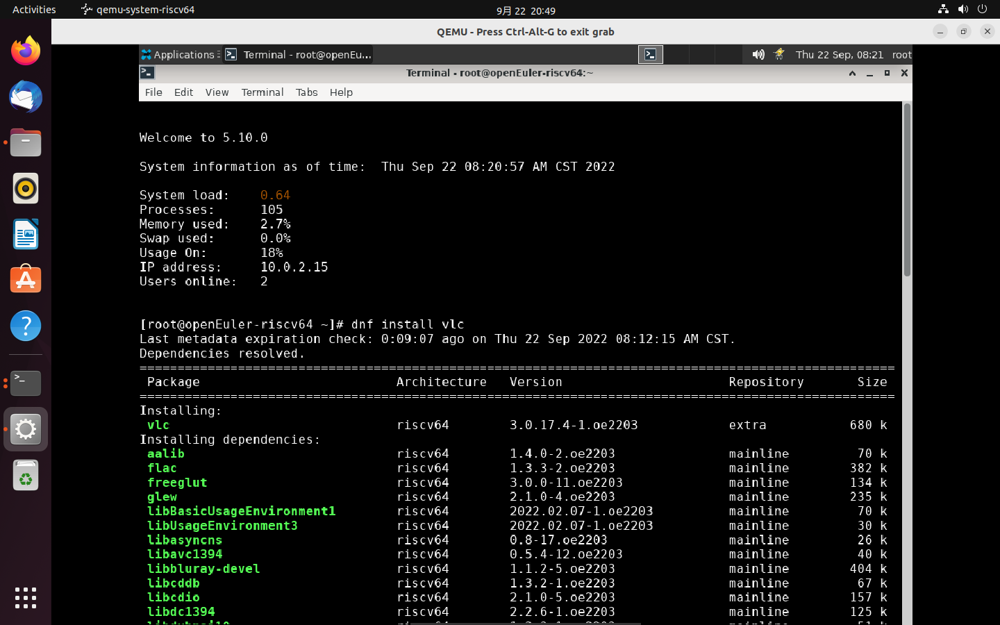 Activities qemu-system-riscv64 9月 22 20:49
QEMU - Press Ctrl-Alt-G to exit grab
Applications Terminal - root@openEu... Thu 22 Sep, 08:21 root
Terminal - root@openEuler-riscv64:~
File Edit View Terminal Tabs Help
Welcome to 5.10.0
System information as of time: Thu Sep 22 08:20:57 AM CST 2022
System load: 0.64
Processes: 105
Memory used: 2.7%
Swap used: 0.0%
Usage On: 18%
IP address: 10.0.2.15
Users online: 2
[root@openEuler-riscv64 ~]# dnf install vlc
Last metadata expiration check: 0:09:07 ago on Thu 22 Sep 2022 08:12:15 AM CST.
Dependencies resolved.
================================================================================
Package Architecture Version Repository Size
================================================================================
Installing:
vlc riscv64 3.0.17.4-1.oe2203 extra 680 k
Installing dependencies:
aalib riscv64 1.4.0-2.oe2203 mainline 70 k
flac riscv64 1.3.3-2.oe2203 mainline 382 k
freeglut riscv64 3.0.0-11.oe2203 mainline 134 k
glew riscv64 2.1.0-4.oe2203 mainline 235 k
libBasicUsageEnvironment1 riscv64 2022.02.07-1.oe2203 mainline 70 k
libUsageEnvironment3 riscv64 2022.02.07-1.oe2203 mainline 30 k
libasyncns riscv64 0.8-17.oe2203 mainline 26 k
libavc1394 riscv64 0.5.4-12.oe2203 mainline 40 k
libbluray-devel riscv64 1.1.2-5.oe2203 mainline 404 k
libcddb riscv64 1.3.2-1.oe2203 mainline 67 k
libcdio riscv64 2.1.0-5.oe2203 mainline 157 k
libdc1394 riscv64 2.2.6-1.oe2203 mainline 125 k